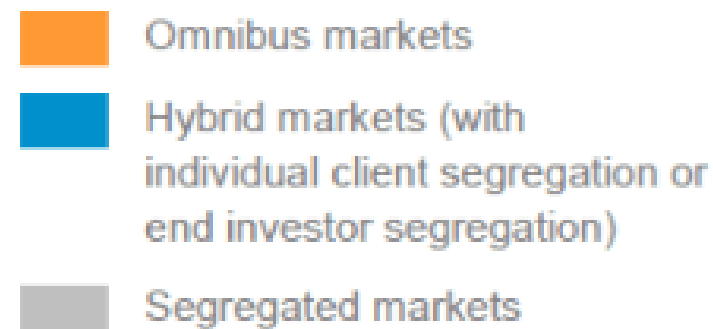 Omnibus markets
Hybrid markets (with
individual client segregation or
end investor segregation)
Segregated markets